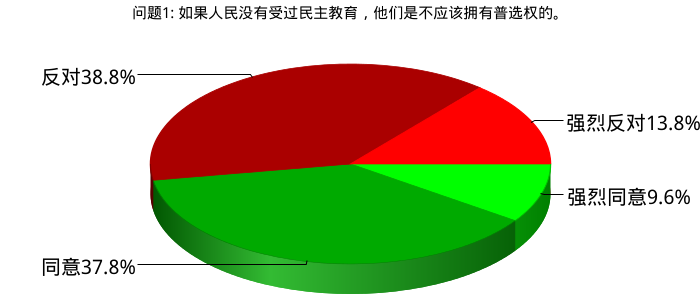 问题1: 如果人民没有受过民主教育，他们是不应该拥有普选权的。
反对38.8%
强烈反对13.8%
强烈同意9.6%
同意37.8%